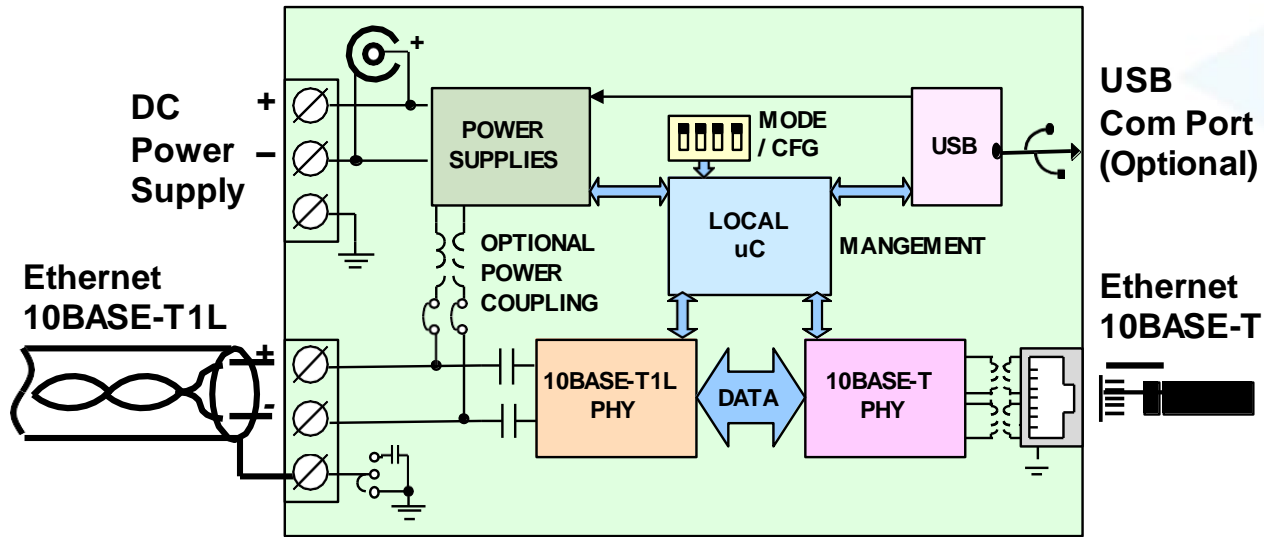 DC
Power
Supply
+
–
+
POWER
SUPPLIES
MODE
/ CFG
USB
USB
Com Port
(Optional)
LOCAL
uC
MANGEMENT
OPTIONAL
POWER
COUPLING
Ethernet
10BASE-T1L
+
-
10BASE-T1L
PHY
DATA
10BASE-T
PHY
Ethernet
10BASE-T